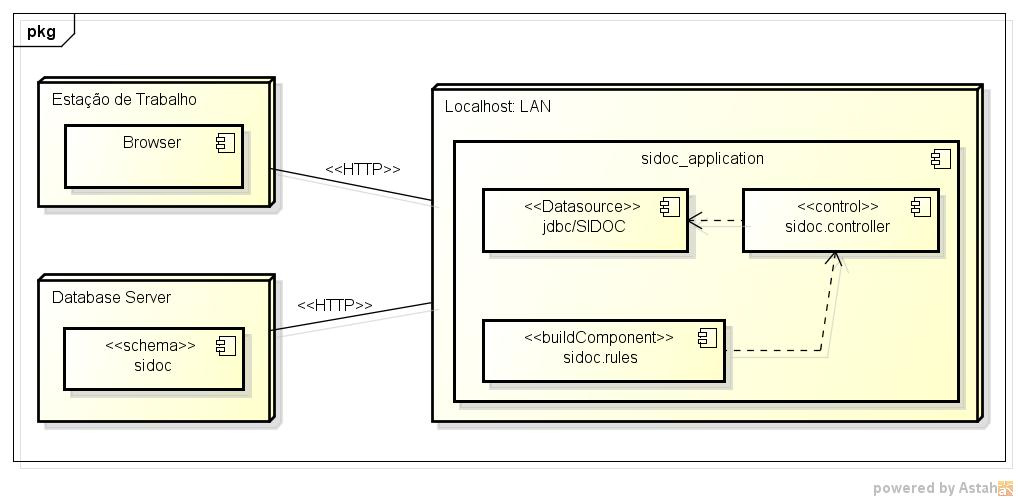 pkg
Estação de Trabalho
Browser
<<HTTP>>
Database Server
<<schema>>
sidoc
<<HTTP>>
Localhost: LAN
sidoc_application
<<Datasource>>
jdbc/SIDOC
<<control>>
sidoc.controller
<<buildComponent>>
sidoc.rules
powered by Astah